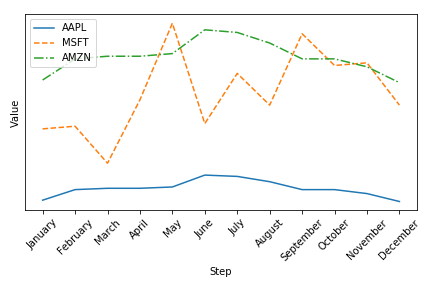 AAPL
MSFT
AMZN
Value
January
February
March
April
May
June
July
August
September
October
November
December
Step